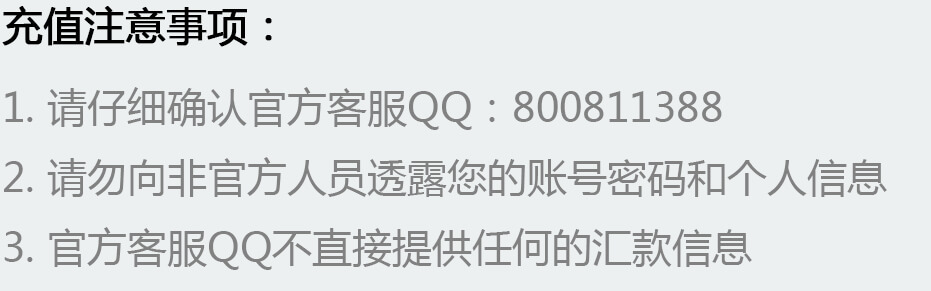 充值注意事项：
1. 请仔细确认官方客服QQ：800811388
2. 请勿向非官方人员透露您的账号密码和个人信息
3. 官方客服QQ不直接提供任何的汇款信息